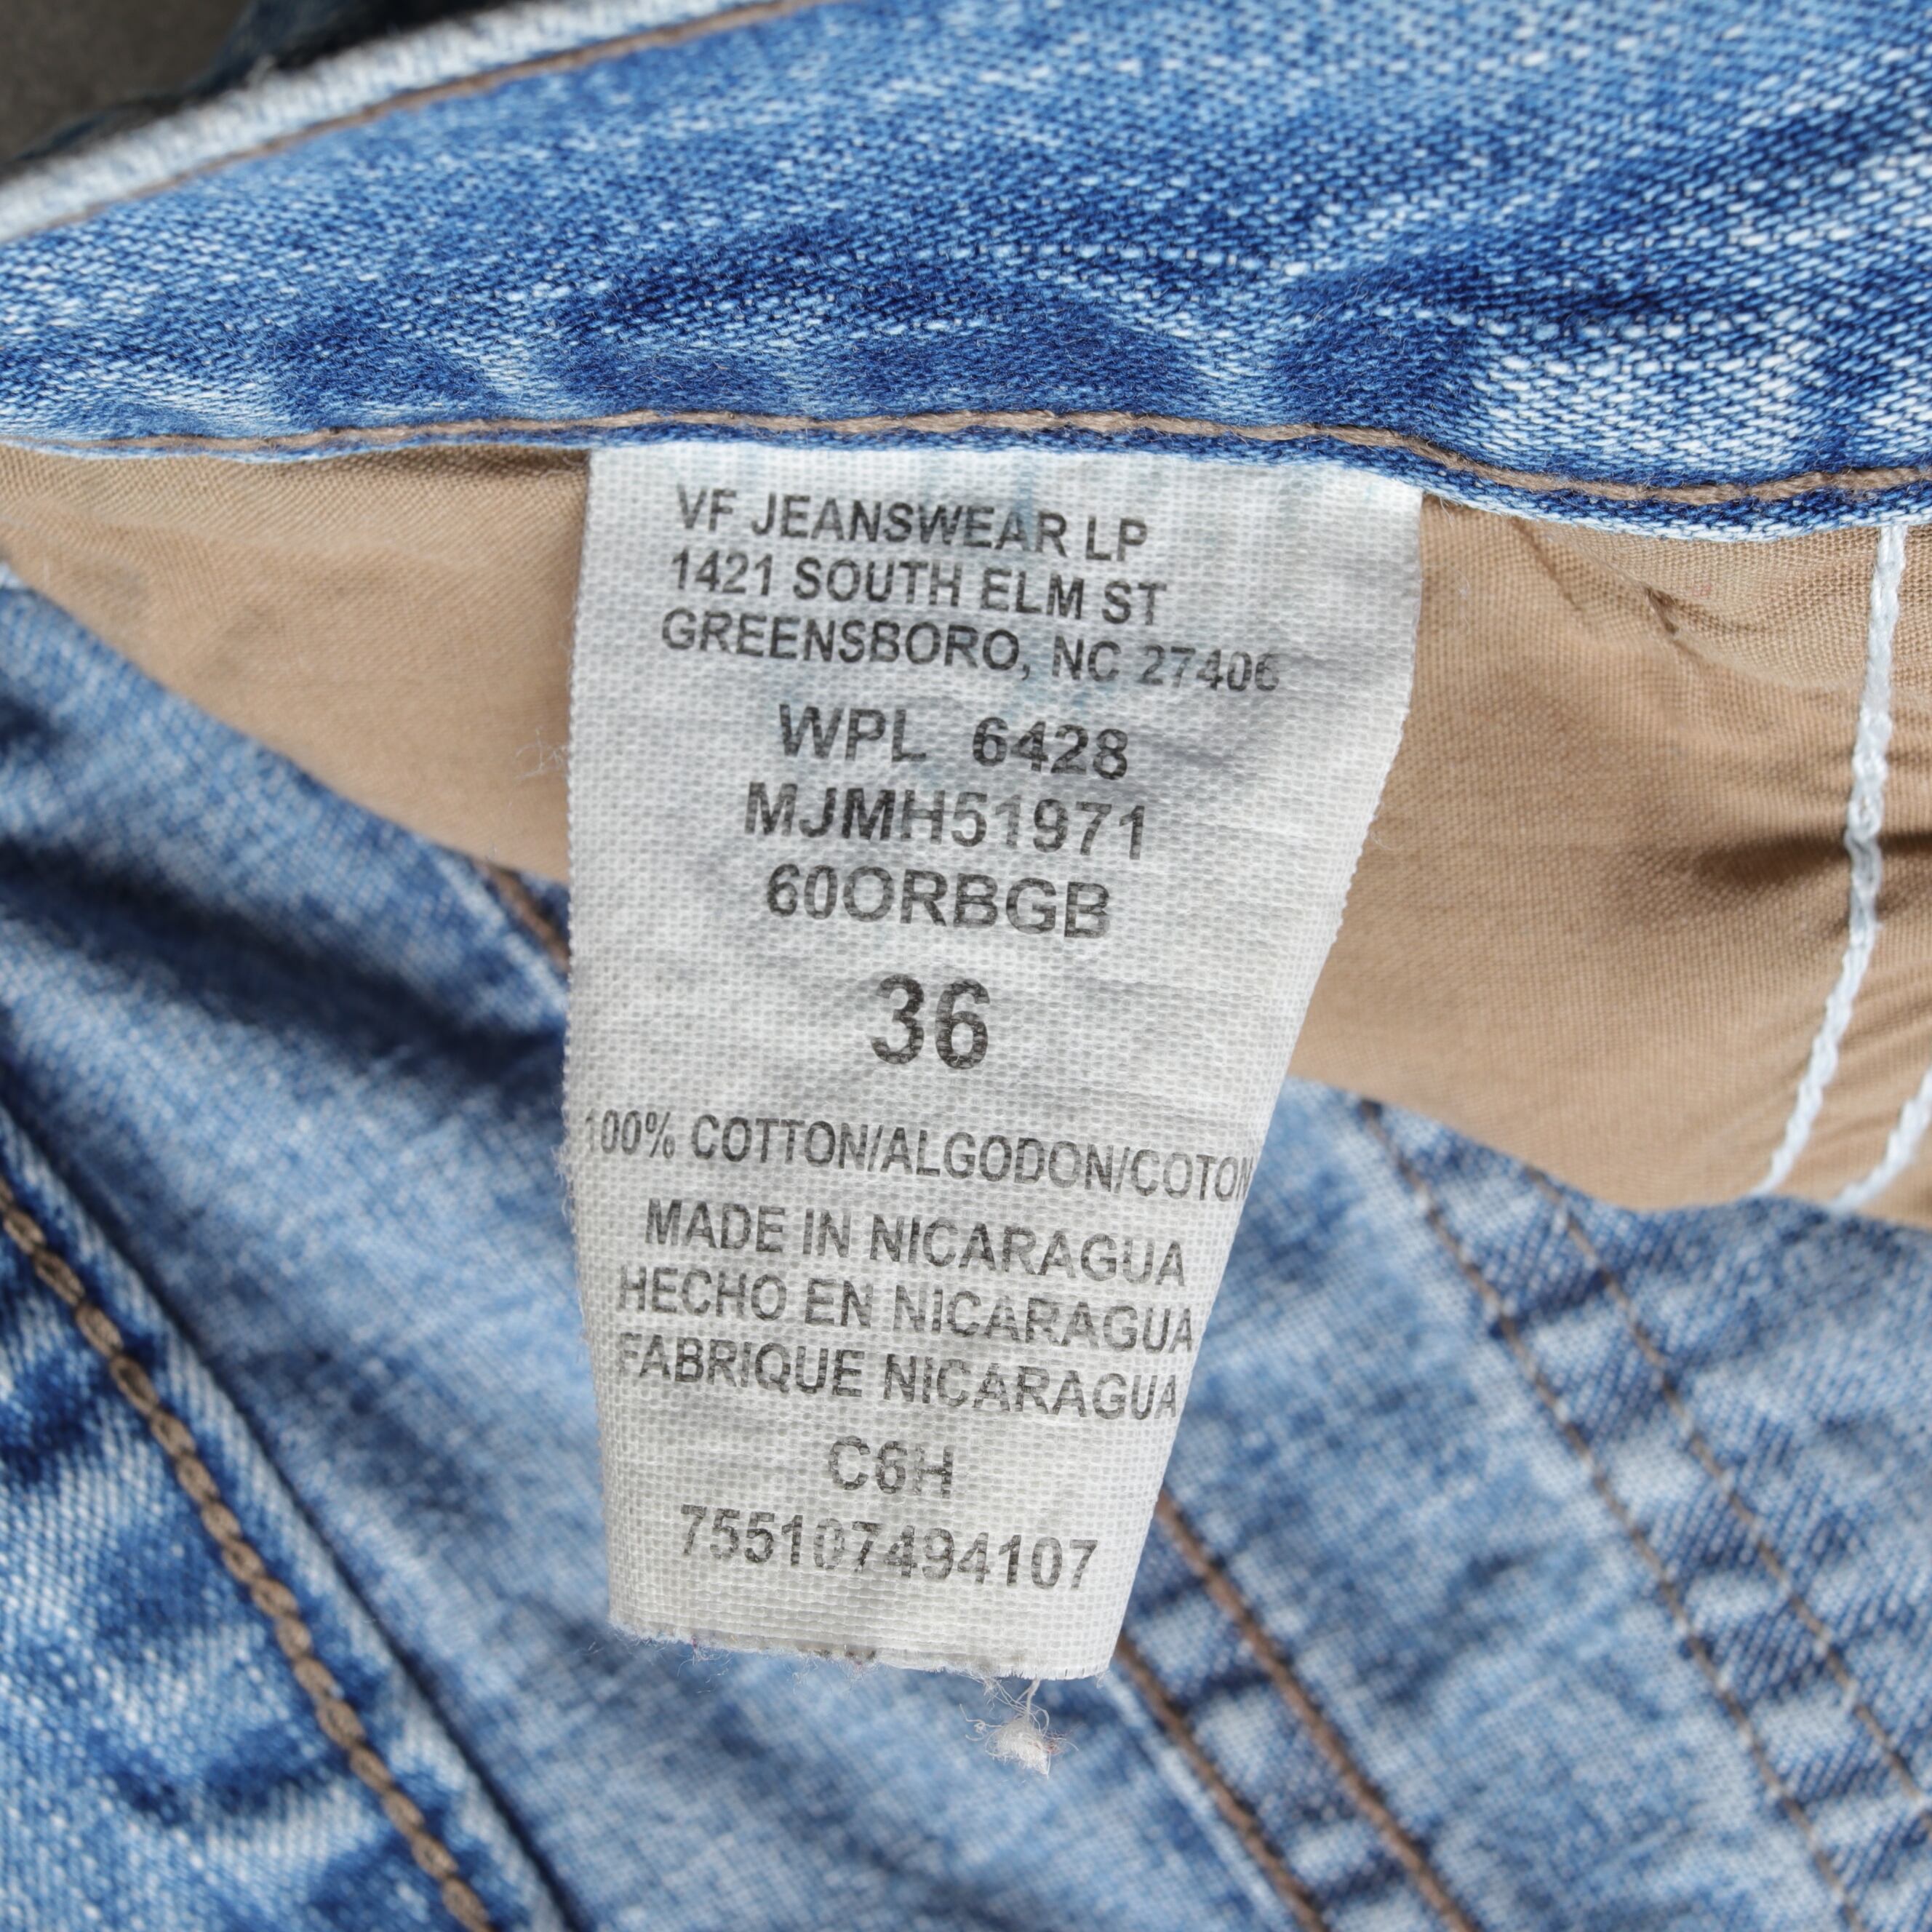 VF JEANSWEAR LP
1421 SOUTH ELM ST
GREENSBORO, NC 27406
WPL 6428
MJMH51971
60ORBGB
36
100% COTTON/ALGODON/COTON
MADE IN NICARAGUA
HECHO EN NICARAGUA
FABRIQUE NICARAGUA
C6H
755107494107